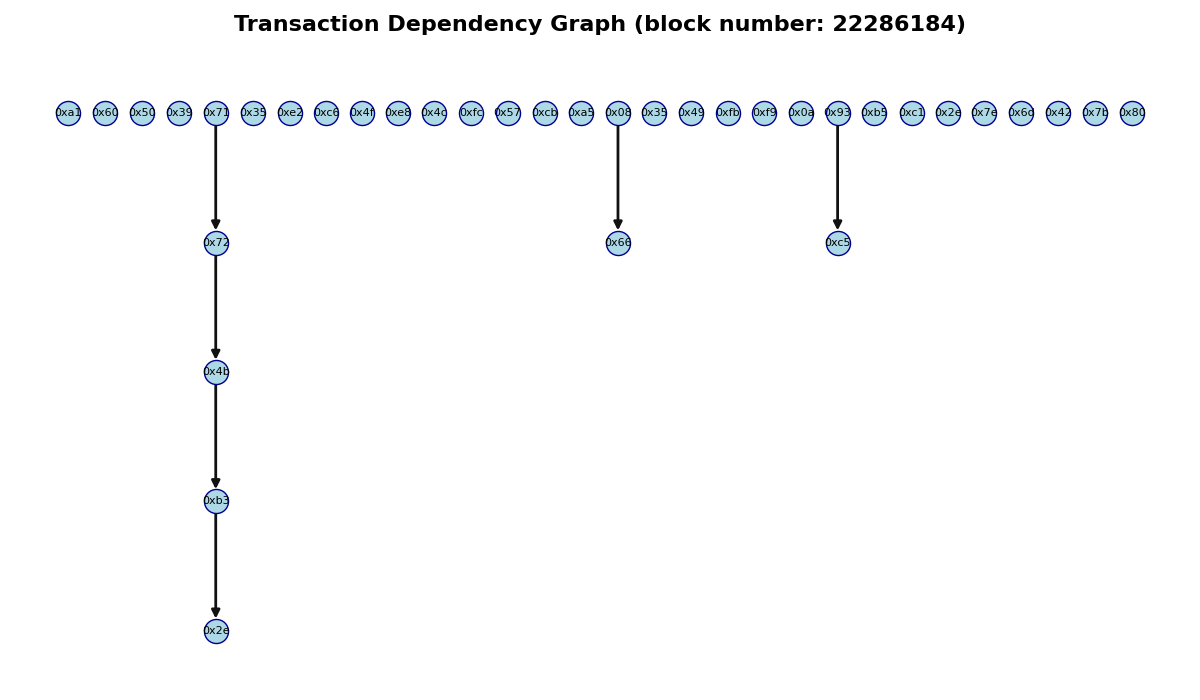 Transaction Dependency Graph (block number: 22286184)
0xa1 0x60 0x50 0x39 0x71 0x35 0xe2 0xc6 0x4f 0xe8 0x4c 0xfc 0x57 0xcb 0xa5 0x08 0x35 0x49 0xfb 0xf9 0x0a 0x93 0xb5 0xc1 0x2e 0x7e 0x6d 0x42 0x7b 0x80
0x72 0x66 0xc5
0x4b
0xb3
0x2e